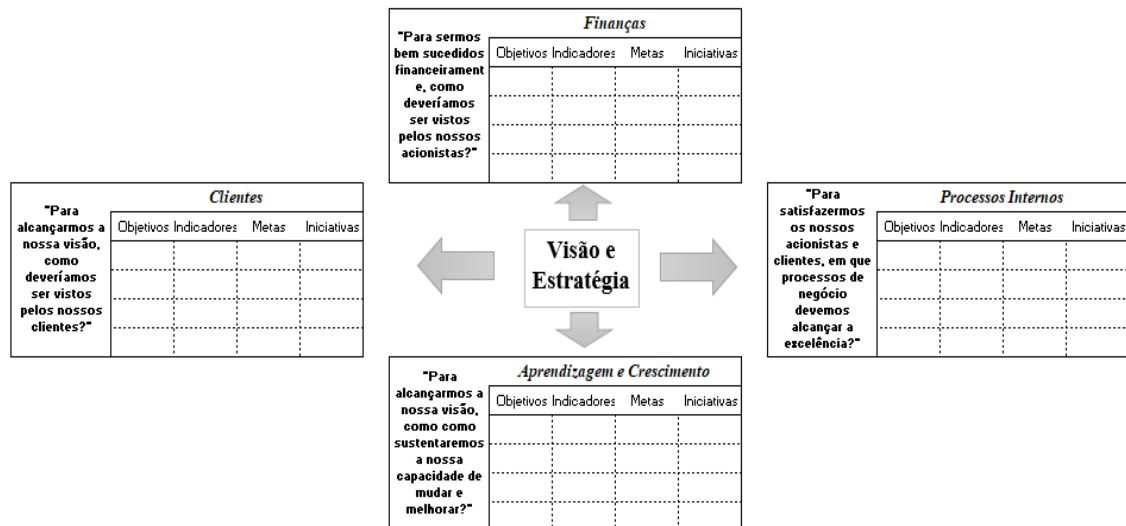 Finanças
"Para sermos
bem sucedidos
financeirament
e, como
deveríamos
ser vistos
pelos nossos
acionistas?"
Objetivos Indicadores Metas Iniciativas
Clientes
"Para
alcançarmos a
nossa visão,
como
deveríamos
ser vistos
pelos nossos
clientes?"
Objetivos Indicadores Metas Iniciativas
Visão e
Estratégia
Processos Internos
"Para
satisfazermos
os nossos
acionistas e
clientes, em que
processos de
negócio
devemos
alcançar a
excelência?"
Objetivos Indicadores Metas Iniciativas
Aprendizagem e Crescimento
"Para
alcançarmos a
nossa visão,
como como
sustentaremos
a nossa
capacidade de
mudar e
melhorar?"
Objetivos Indicadores Metas Iniciativas